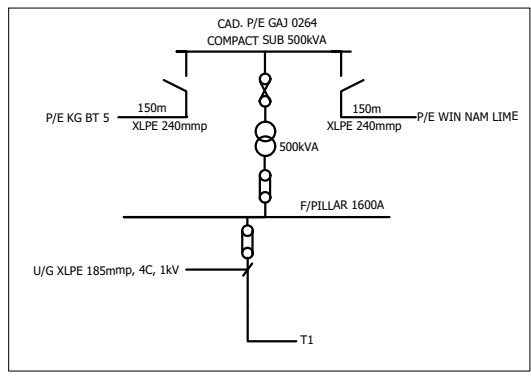 CAD. P/E GAJ 0264
COMPACT SUB 500kVA
150m
P/E KG BT 5
XLPE 240mmp
150m
P/E WIN NAM LIME
XLPE 240mmp
500kVA
F/PILLAR 1600A
U/G XLPE 185mmp, 4C, 1kV
T1